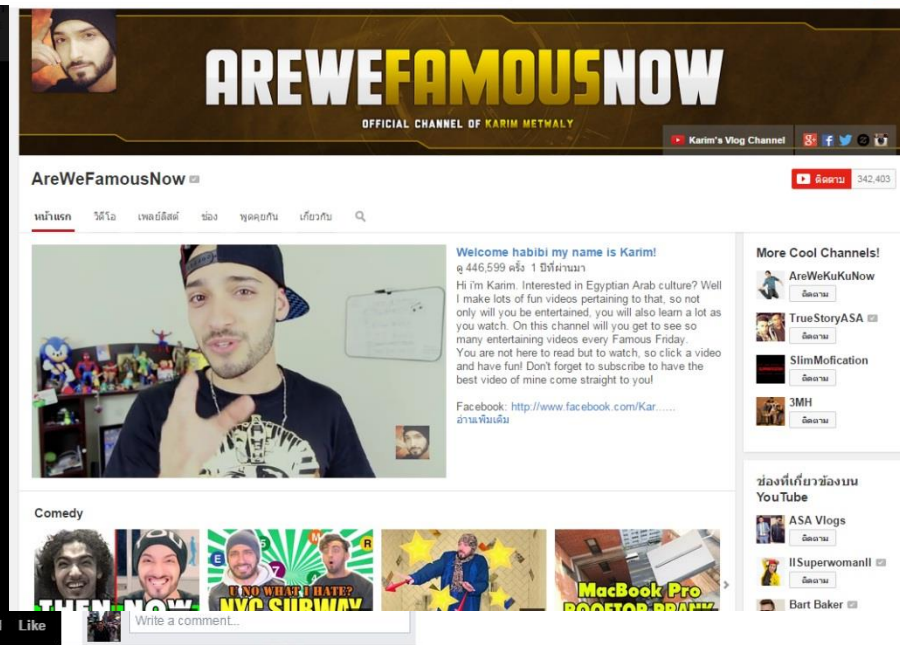 AREWEFAMOUSNOW
OFFICIAL CHANNEL OF KARIM METWALY
Karim's Vlog Channel
AreWeFamousNow
ติดตาม 342,403
หน้าแรก วิดีโอ เพลย์ลิสต์ ช่อง พูดคุยกัน เกี่ยวกับ
Welcome habibi my name is Karim!
ดู 446,599 ครั้ง 1 ปีที่ผ่านมา
Hi i'm Karim. Interested in Egyptian Arab culture? Well
I make lots of fun videos pertaining to that, so not
only will you be entertained, you will also learn a lot as
you watch. On this channel will you get to see so
many entertaining videos every Famous Friday.
You are not here to read but to watch, so click a video
and have fun! Don't forget to subscribe to have the
best video of mine come straight to you!
Facebook: http://www.facebook.com/Kar......
อ่านเพิ่มเติม
More Cool Channels!
AreWeKuKuNow
ติดตาม
TrueStoryASA
ติดตาม
SlimMofication
ติดตาม
3MH
ติดตาม
ช่องที่เกี่ยวข้องบน
YouTube
ASA Vlogs
ติดตาม
IISuperwomanII
ติดตาม
Bart Baker
Comedy
THEN NOW
U NO WHAT I HATE?
NYC SUBWAY
MacBook Pro
ROOFTOP PRANK
Like
Write a comment...